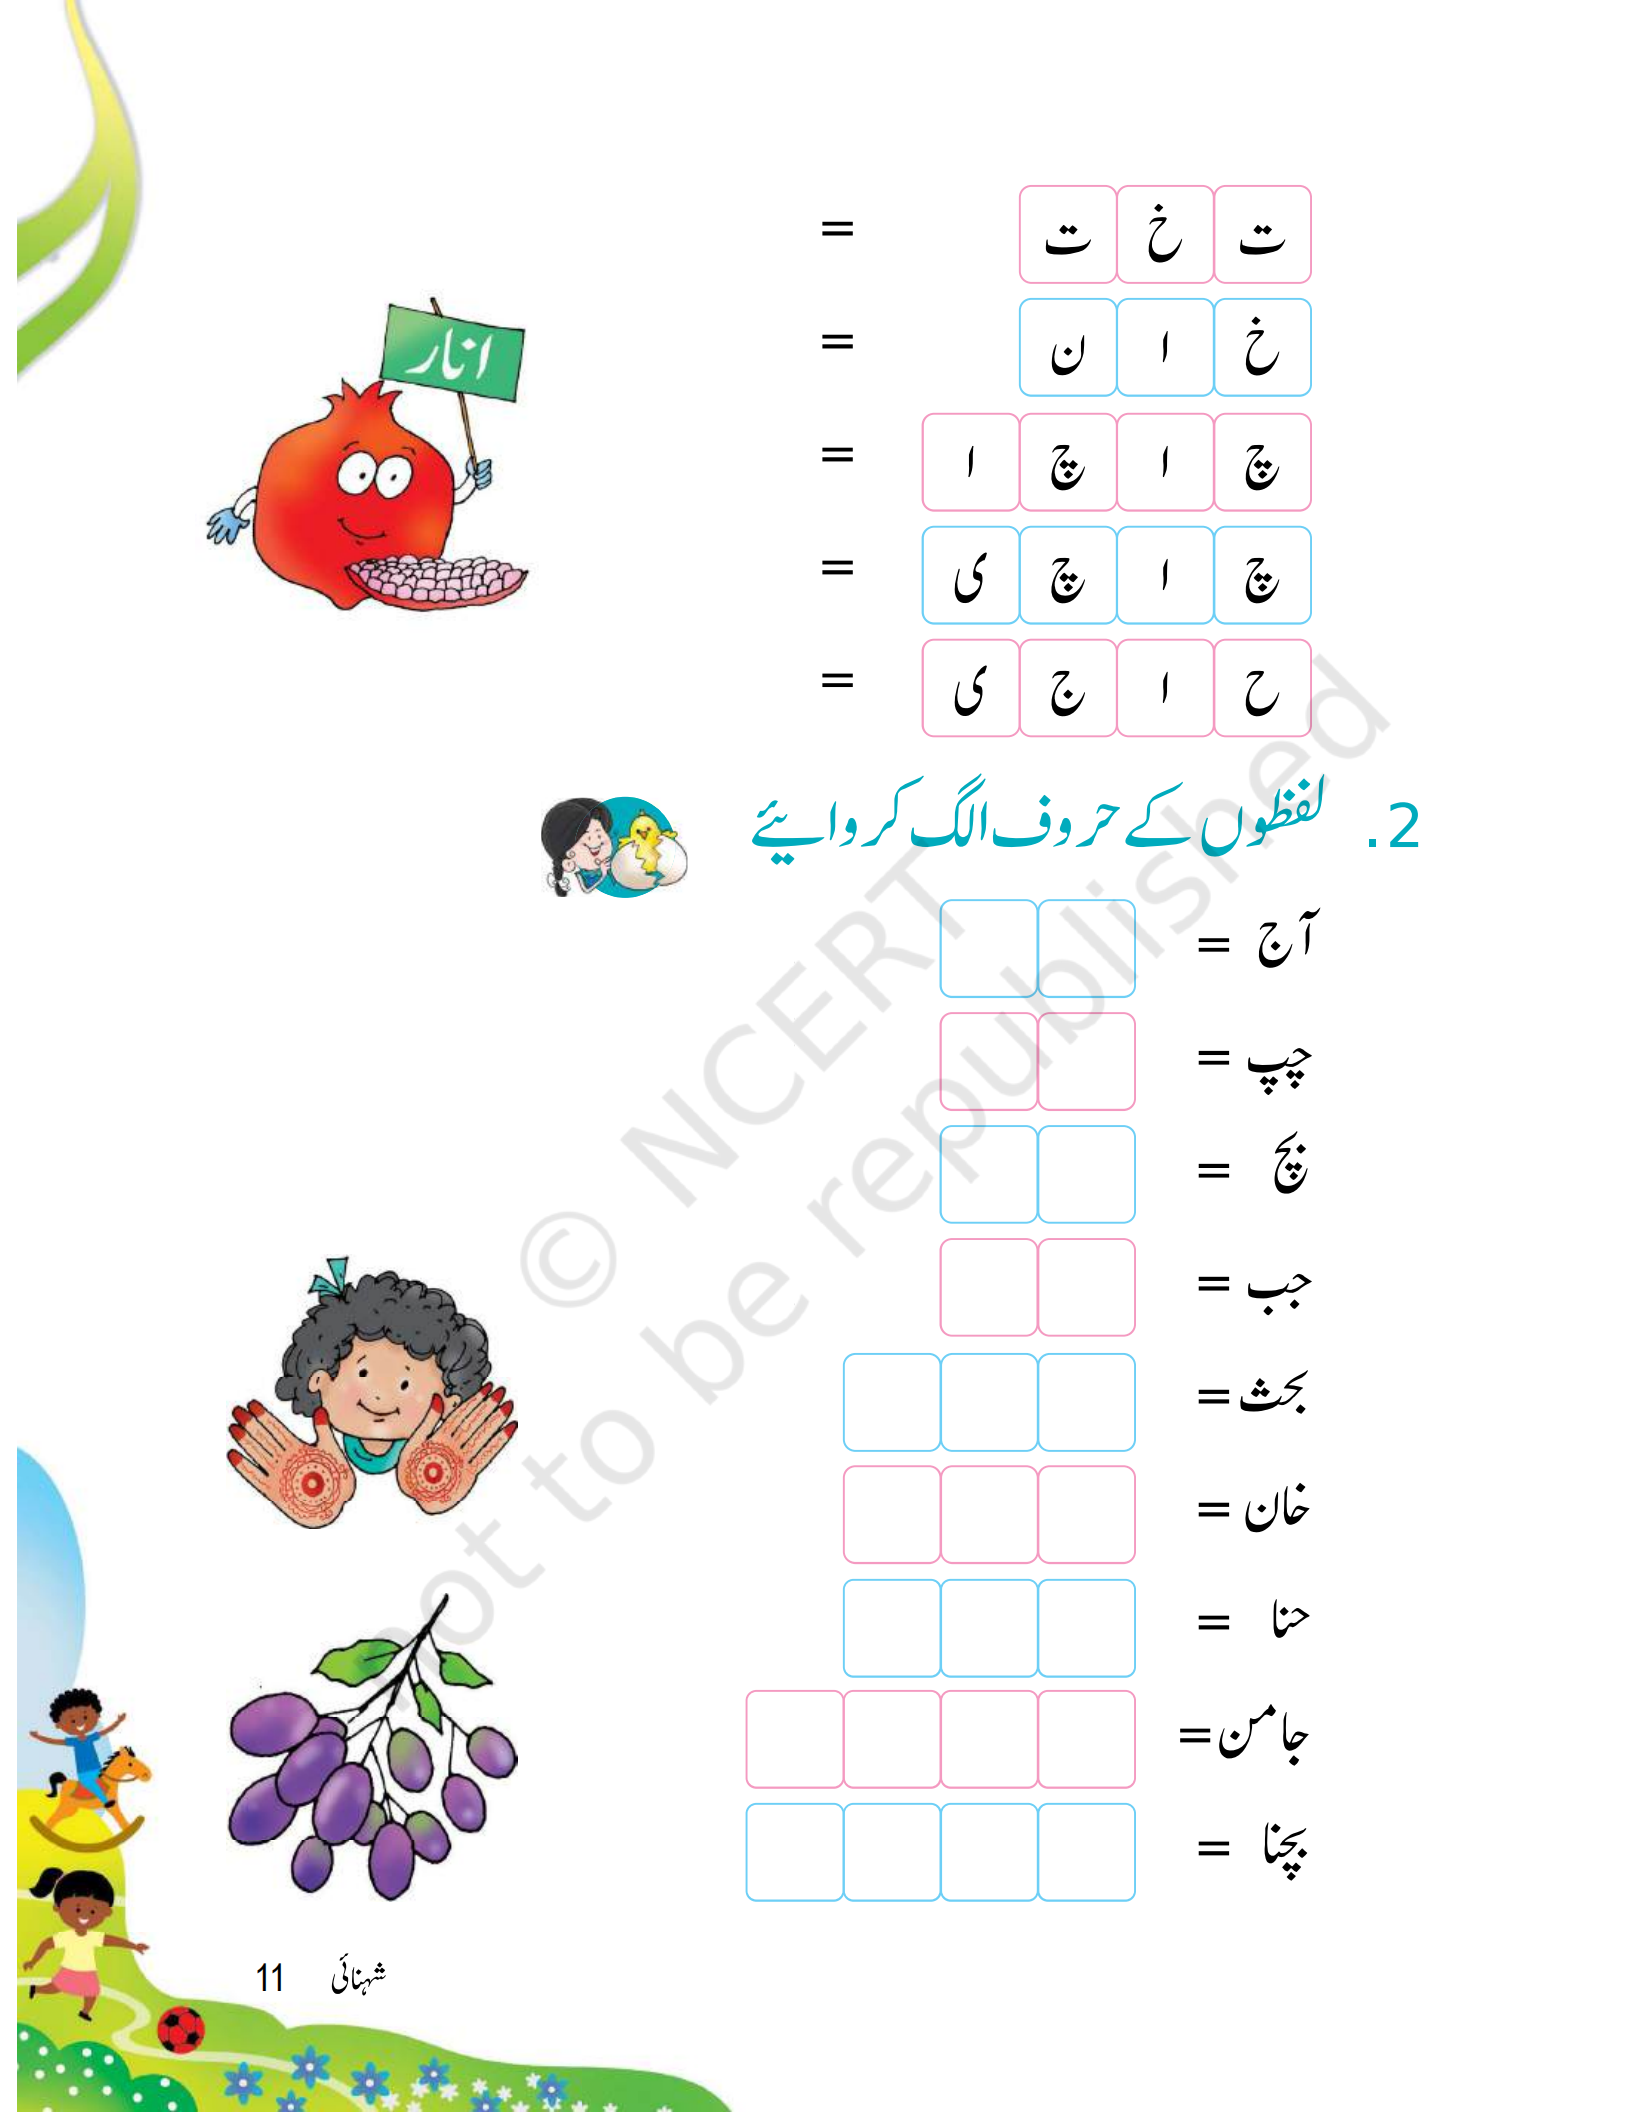 ت خ ت =
خ ا ن =
انار
چ ا چ ا =
چ ا چ ی =
ح ا ج ی =
2. لفظوں کے حروف الگ کروایئے
آج =
چپ =
بچ =
جب =
بحث =
خان =
حنا =
جامن =
بچنا =
© NCERT
not to be republished
شہنائی 11